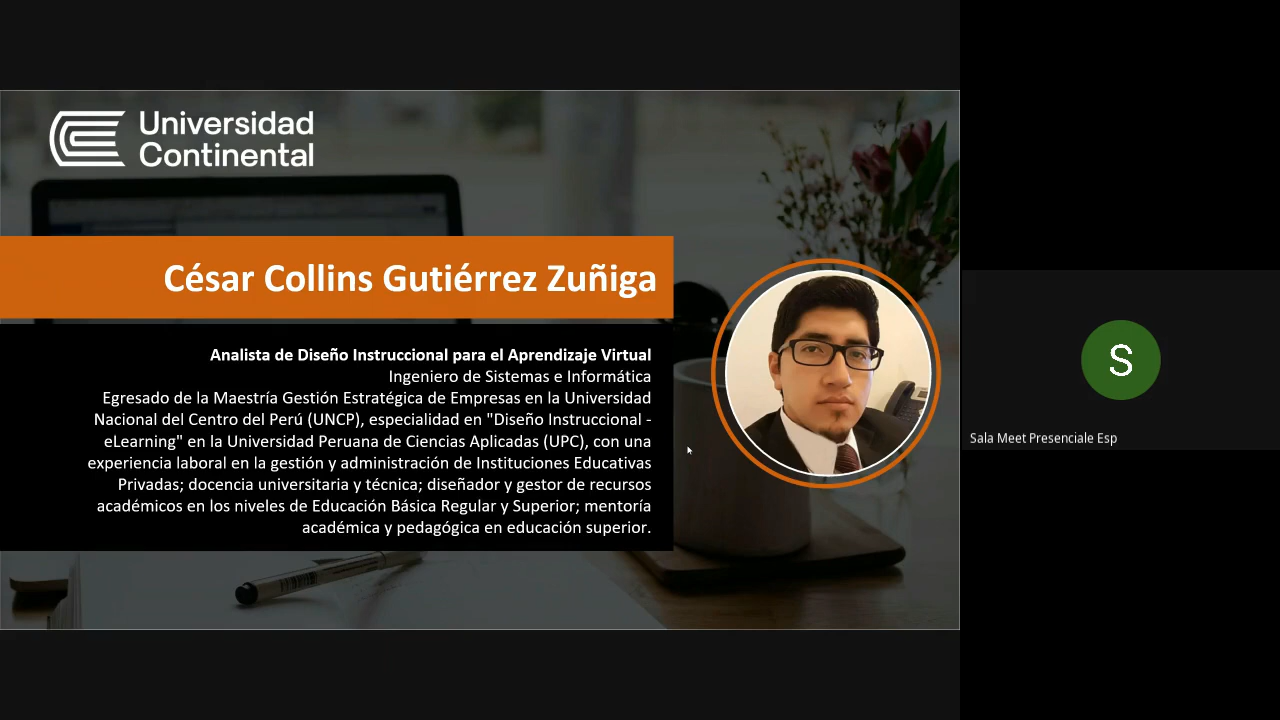 Universidad
Continental
César Collins Gutiérrez Zuñiga
Analista de Diseño Instruccional para el Aprendizaje Virtual
Ingeniero de Sistemas e Informática
Egresado de la Maestría Gestión Estratégica de Empresas en la Universidad
Nacional del Centro del Perú (UNCP), especialidad en "Diseño Instruccional -
eLearning" en la Universidad Peruana de Ciencias Aplicadas (UPC), con una
experiencia laboral en la gestión y administración de Instituciones Educativas
Privadas; docencia universitaria y técnica; diseñador y gestor de recursos
académicos en los niveles de Educación Básica Regular y Superior; mentoría
académica y pedagógica en educación superior.
S
Sala Meet Presenciale Esp